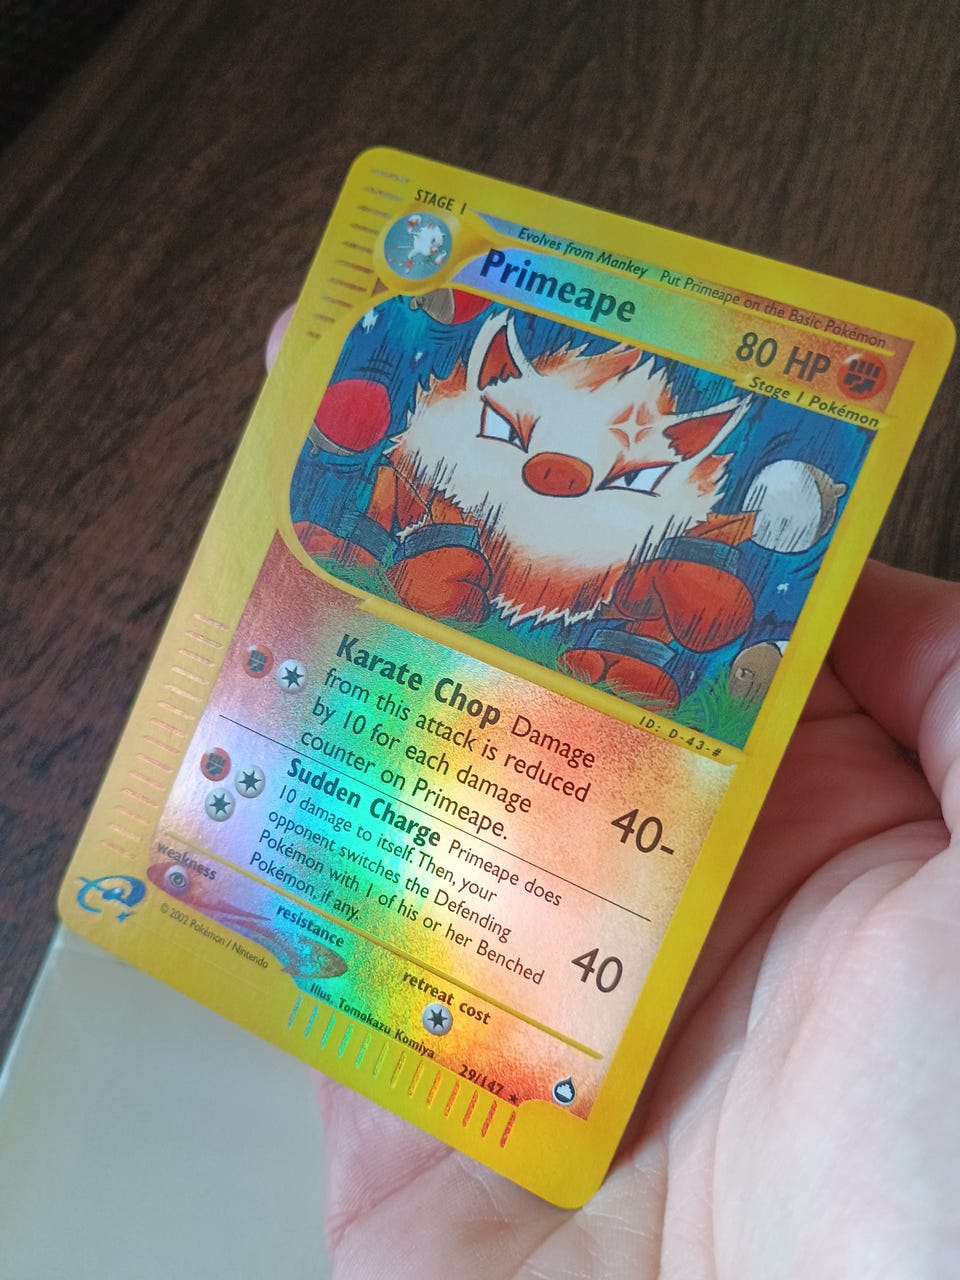 STAGE 1
Evolves from Mankey Put Primeape on the Basic Pokémon
Primeape
80 HP
Stage 1 Pokémon
ID: D-43-#
Karate Chop Damage
from this attack is reduced
by 10 for each damage
counter on Primeape.
40-
Sudden Charge Primeape does
10 damage to itself. Then, your
opponent switches the Defending
Pokémon with 1 of his or her Benched
Pokémon, if any.
40
weakness
resistance
retreat cost
© 2002 Pokémon / Nintendo
Illus. Tomokazu Komiya
29/147 ★